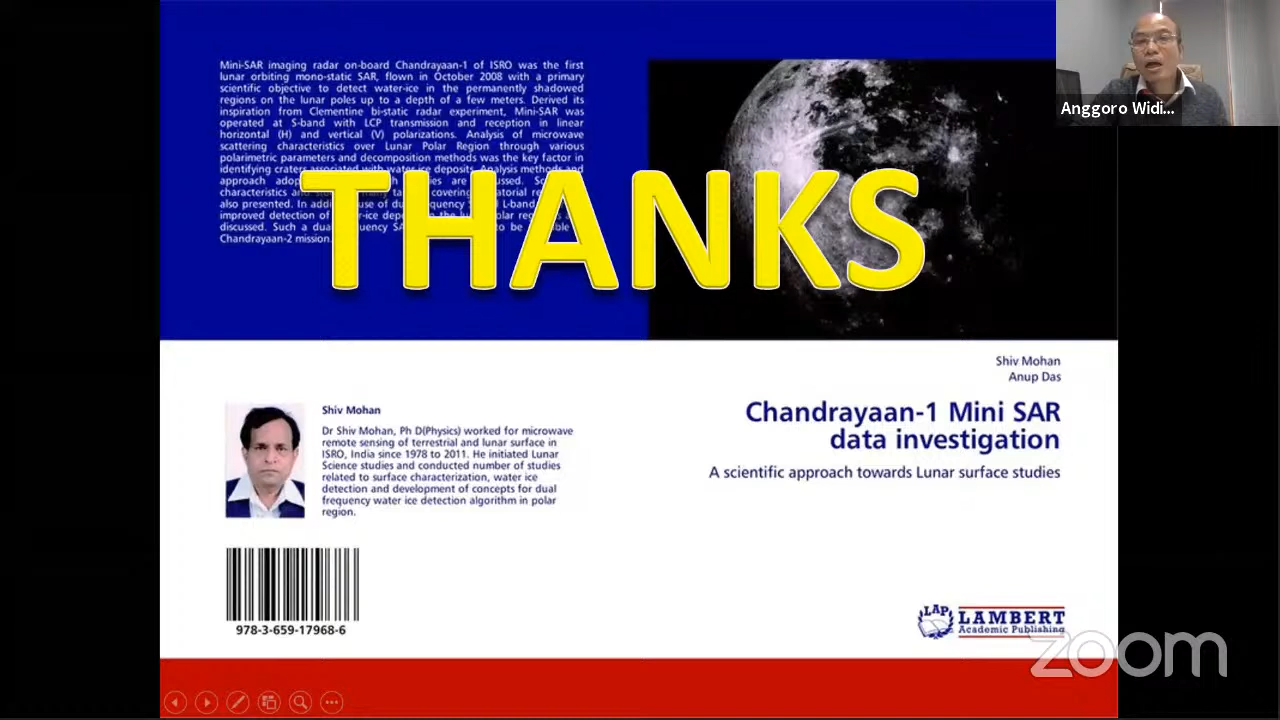 Mini-SAR imaging radar on-board Chandrayaan-1 of ISRO was the first
lunar orbiting mono-static SAR, flown in October 2008 with a primary
scientific objective to detect water-ice in the permanently shadowed
regions on the lunar poles up to a depth of a few meters. Derived its
inspiration from Clementine bi-static radar experiment, Mini-SAR was
operated at S-band with LCP transmission and reception in linear
horizontal (H) and vertical (V) polarizations. Analysis of microwave
scattering characteristics over Lunar Polar Region through various
polarimetric parameters and decomposition methods was the key factor in
identifying craters associated with water-ice deposits. Analysis methods and
approach
characteristics
also presented. In use of
improved detection of
discussed. Such a
Chandrayaan-2 mission.
THANKS
Anggoro Widi...
Shiv Mohan
Anup Das
Chandrayaan-1 Mini SAR
data investigation
A scientific approach towards Lunar surface studies
Shiv Mohan
Dr Shiv Mohan, Ph D(Physics) worked for microwave
remote sensing of terrestrial and lunar surface in
ISRO, India since 1978 to 2011. He initiated Lunar
Science studies and conducted number of studies
related to surface characterization, water ice
detection and development of concepts for dual
frequency water ice detection algorithm in polar
region.
978-3-659-17968-6
LAP
LAMBERT
Academic Publishing
zoom